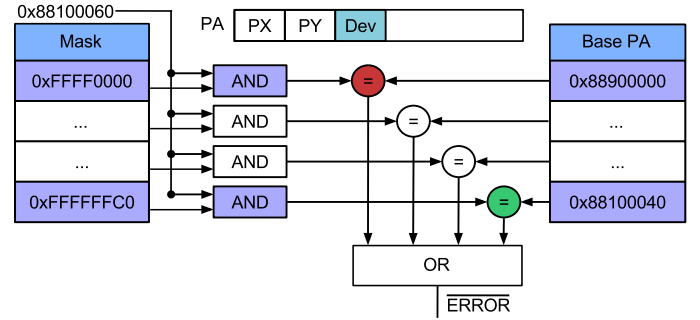 0x88100060
PA PX PY Dev
Mask
Base PA
0xFFFF0000 AND = 0x88900000
... AND = ...
... AND = ...
0xFFFFFFC0 AND = 0x88100040
OR
ERROR